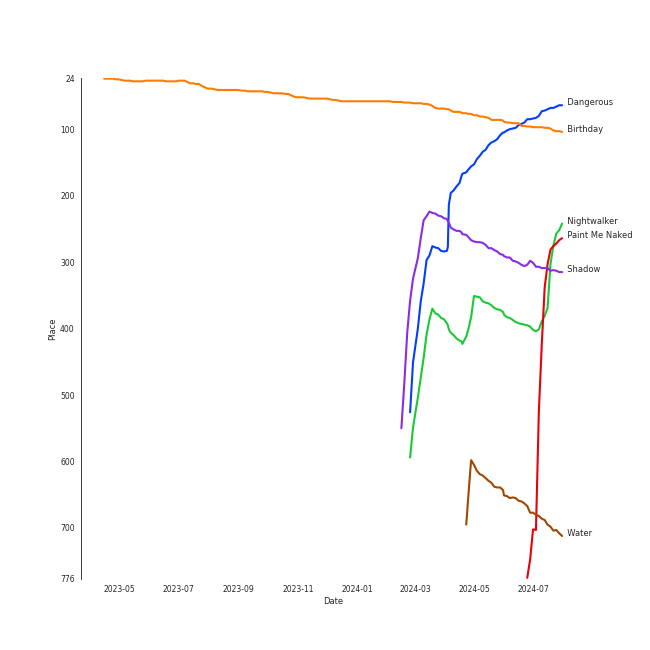 24
100
200
300
400
500
600
700
776
Place
2023-05 2023-07 2023-09 2023-11 2024-01 2024-03 2024-05 2024-07
Date
Dangerous
Birthday
Nightwalker
Paint Me Naked
Shadow
Water